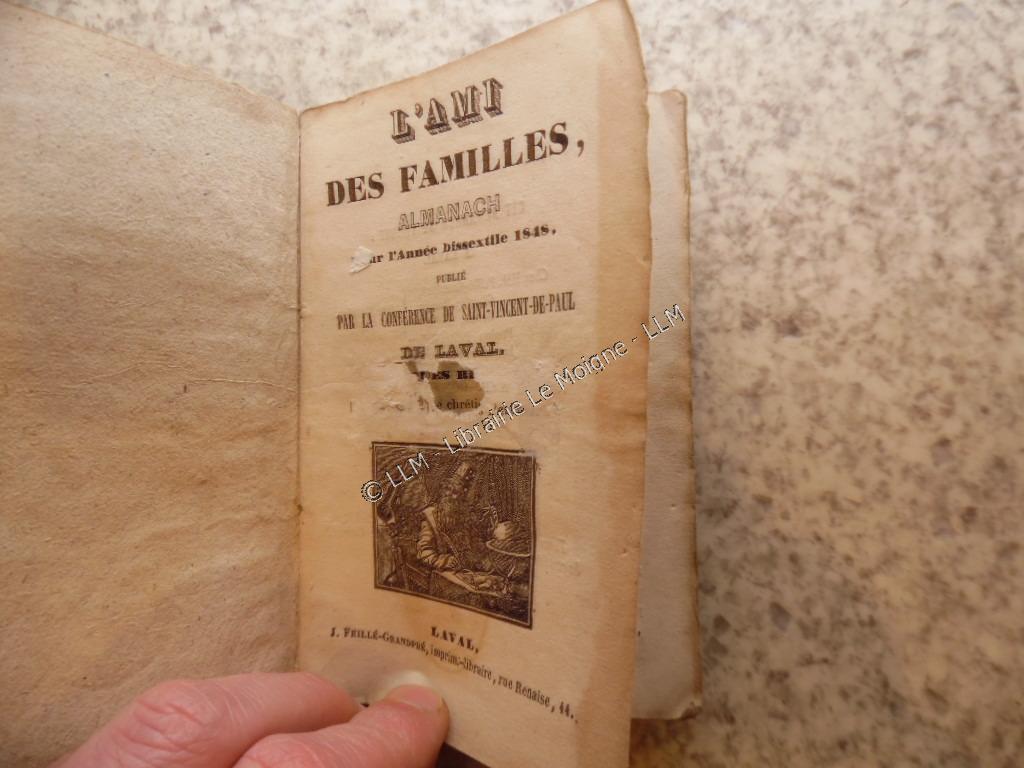 L'AMI
DES FAMILLES,
ALMANACH
l'Année bissextile 1848,
PUBLIÉ
PAR LA CONFÉRENCE DE SAINT-VINCENT-DE-PAUL
DE LAVAL,
© LLM - Librairie Le Moigne - LLM
LAVAL,
J. FEILLÉ-GRANDPRÉ, imprim.-libraire, rue Renaise, 44.